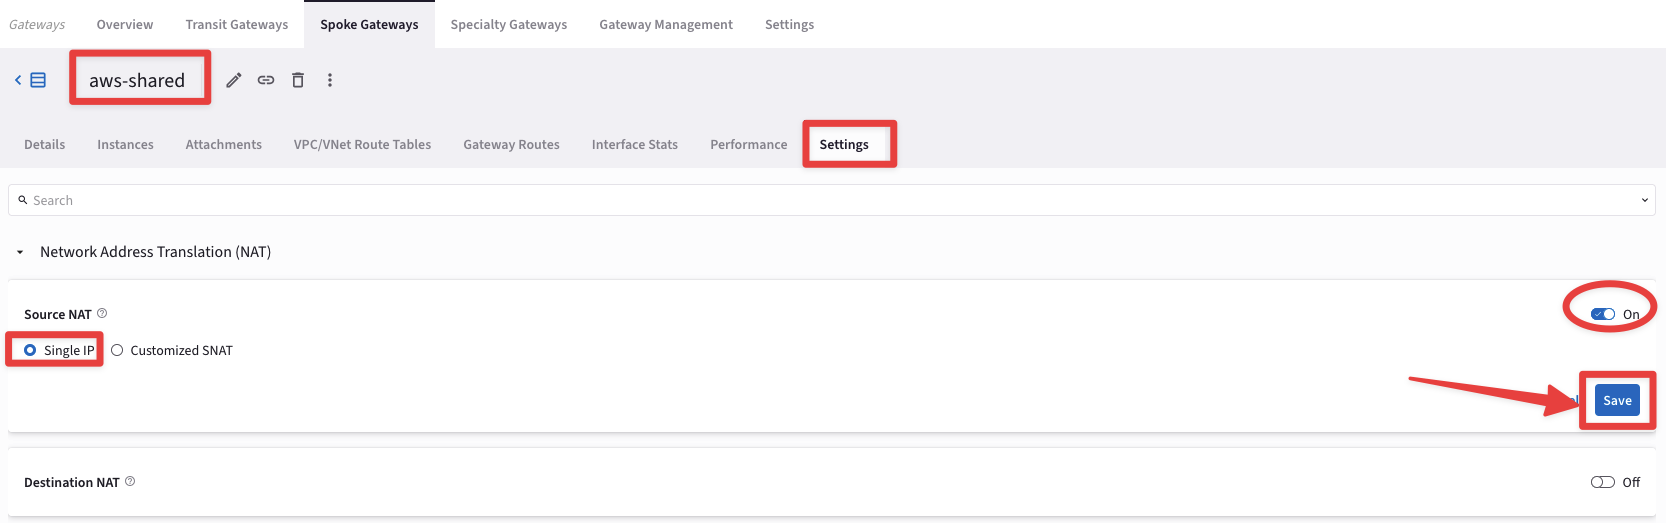 Gateways Overview Transit Gateways Spoke Gateways Specialty Gateways Gateway Management Settings
aws-shared
Details Instances Attachments VPC/VNet Route Tables Gateway Routes Interface Stats Performance Settings
Search
Network Address Translation (NAT)
Source NAT On
Single IP Customized SNAT
Save
Destination NAT Off